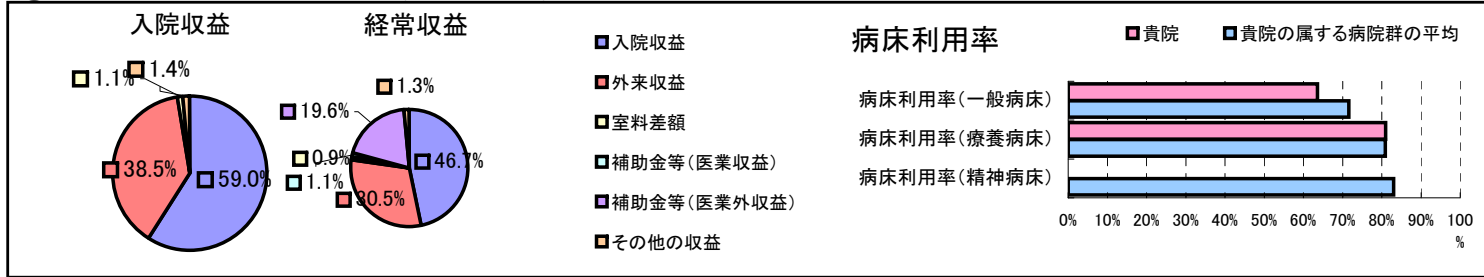 入院収益
1.1%
1.4%
38.5%
59.0%
経常収益
1.3%
19.6%
0.9%
1.1%
46.7%
30.5%
入院収益
外来収益
室料差額
補助金等(医業収益)
補助金等(医業外収益)
その他の収益
病床利用率
貴院
貴院の属する病院群の平均
病床利用率(一般病床)
病床利用率(療養病床)
病床利用率(精神病床)
0% 10% 20% 30% 40% 50% 60% 70% 80% 90% 100
%